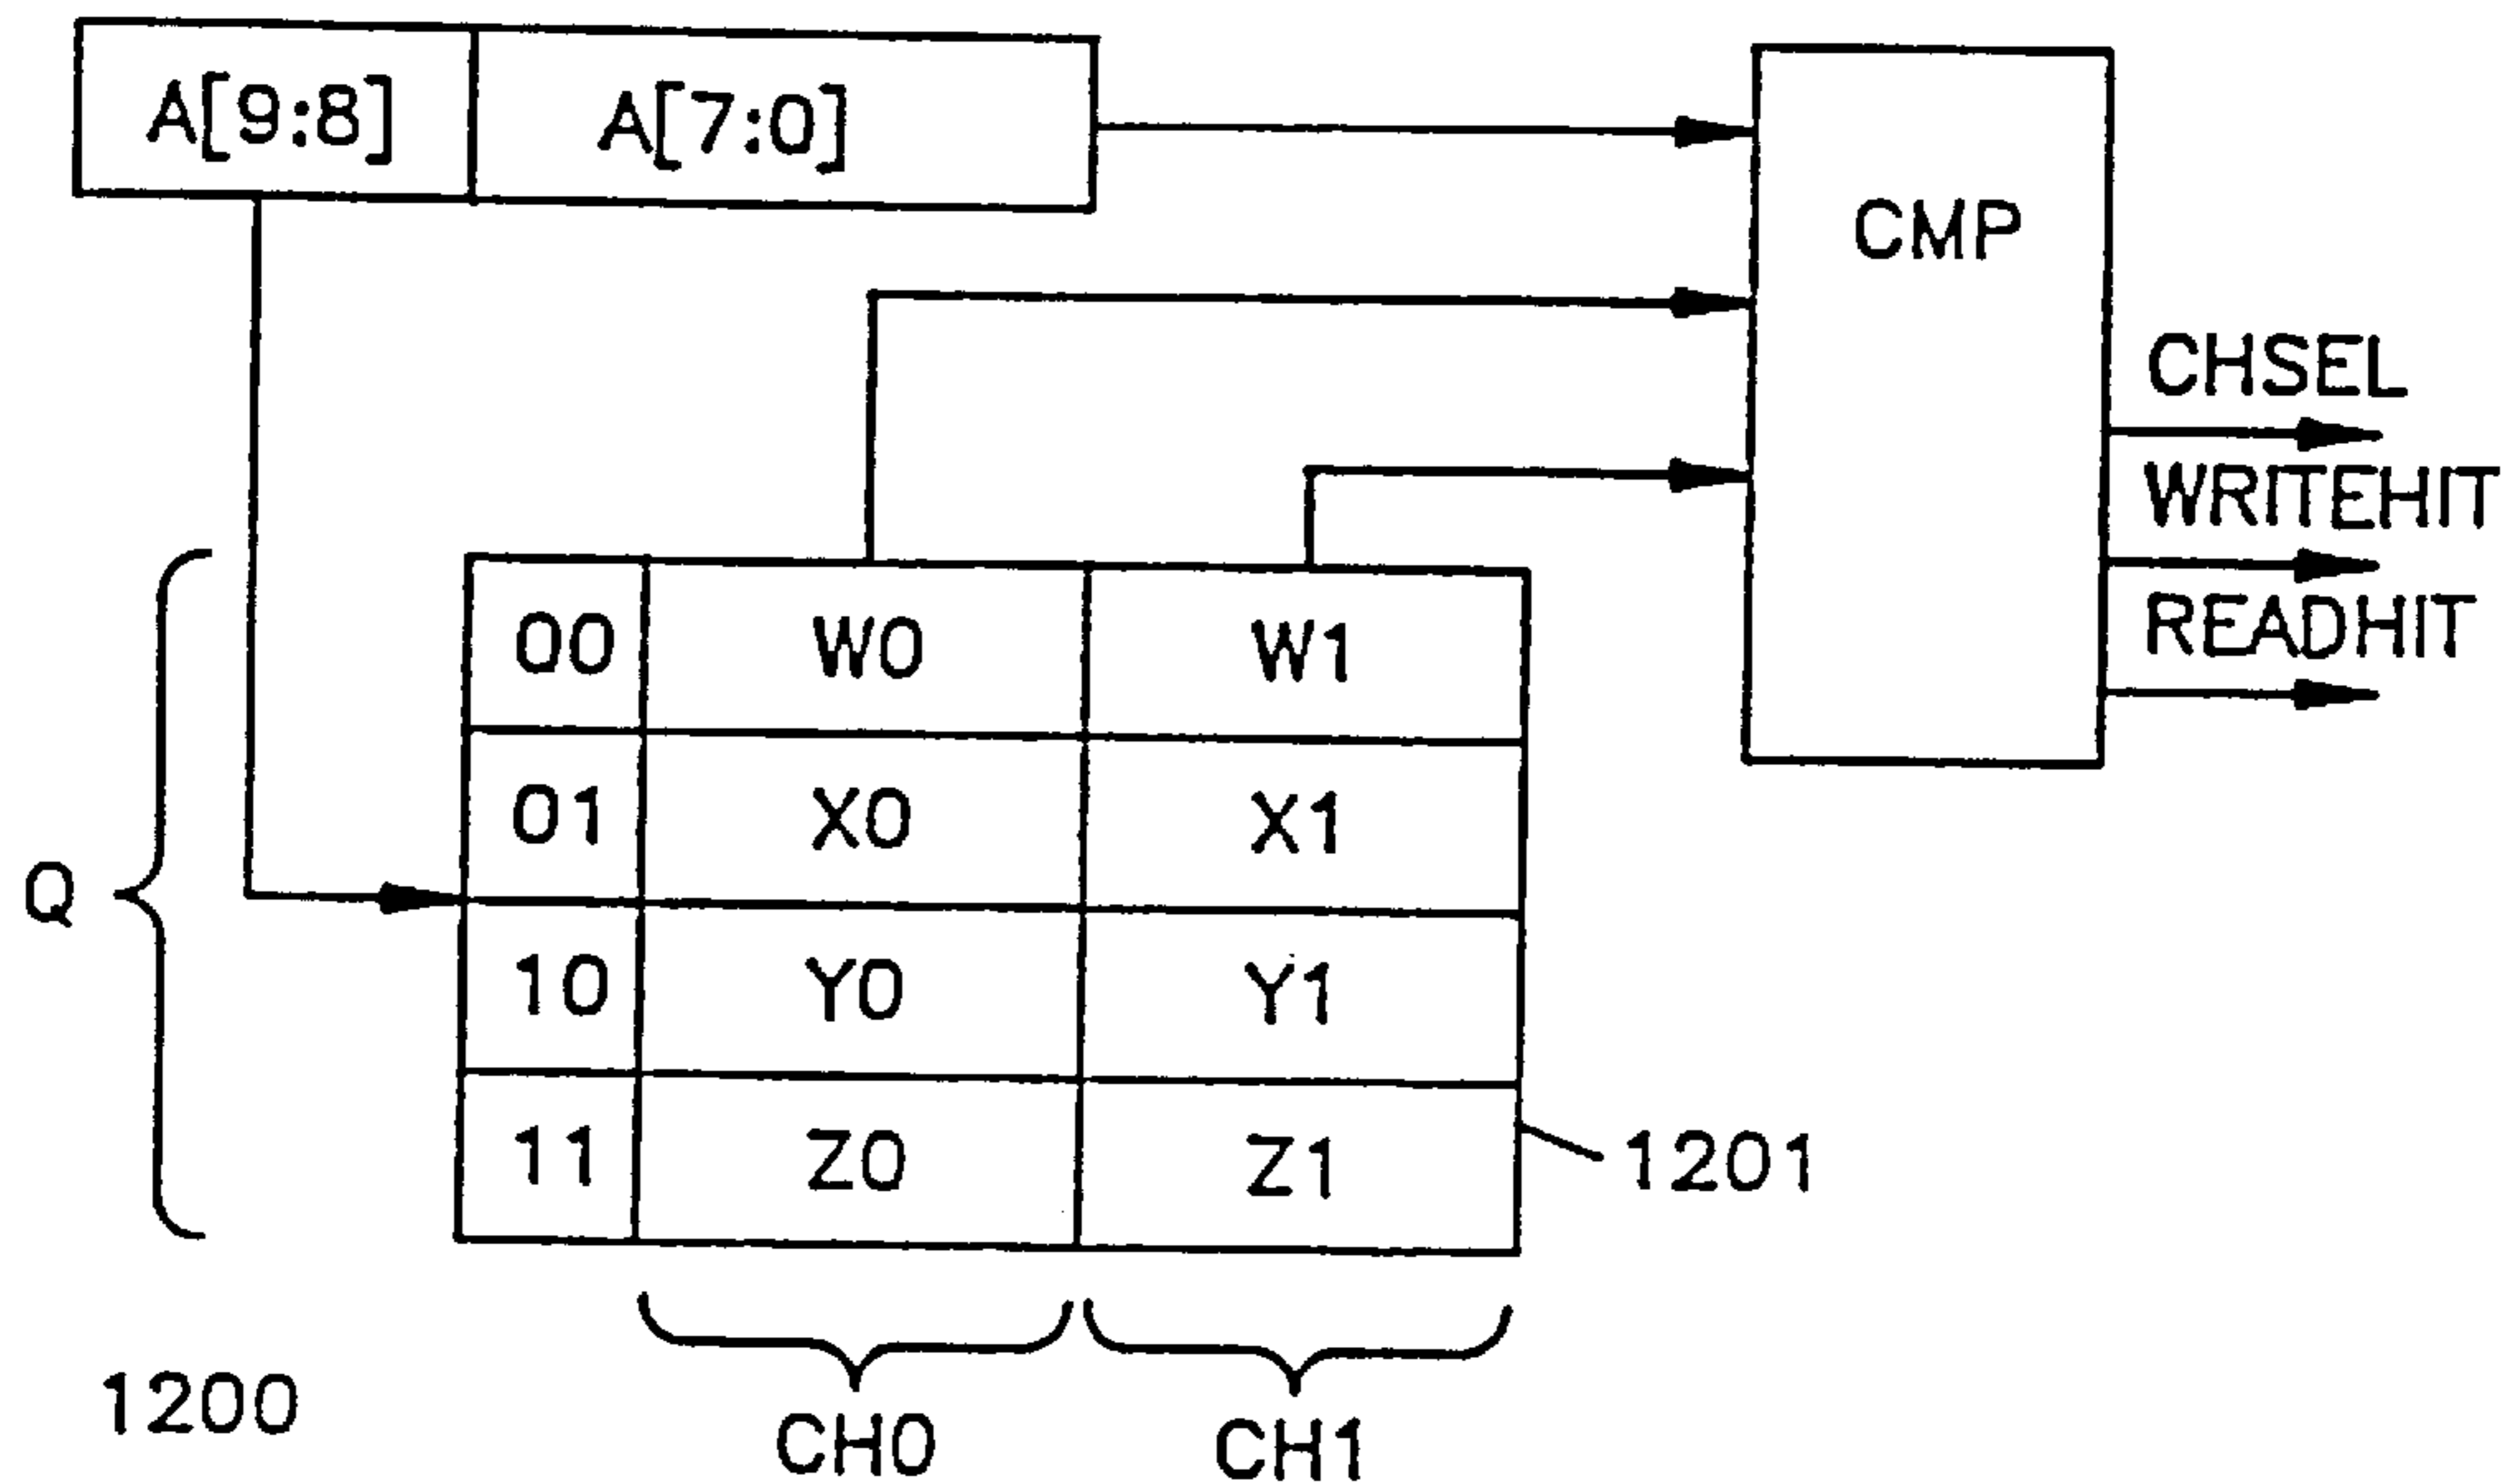 A[9:8] A[7:0]
CMP
CHSEL
WRITEHIT
READHIT
00 W0 W1
01 X0 X1
Q
10 Y0 Y1
11 Z0 Z1
1201
1200
CH0 CH1